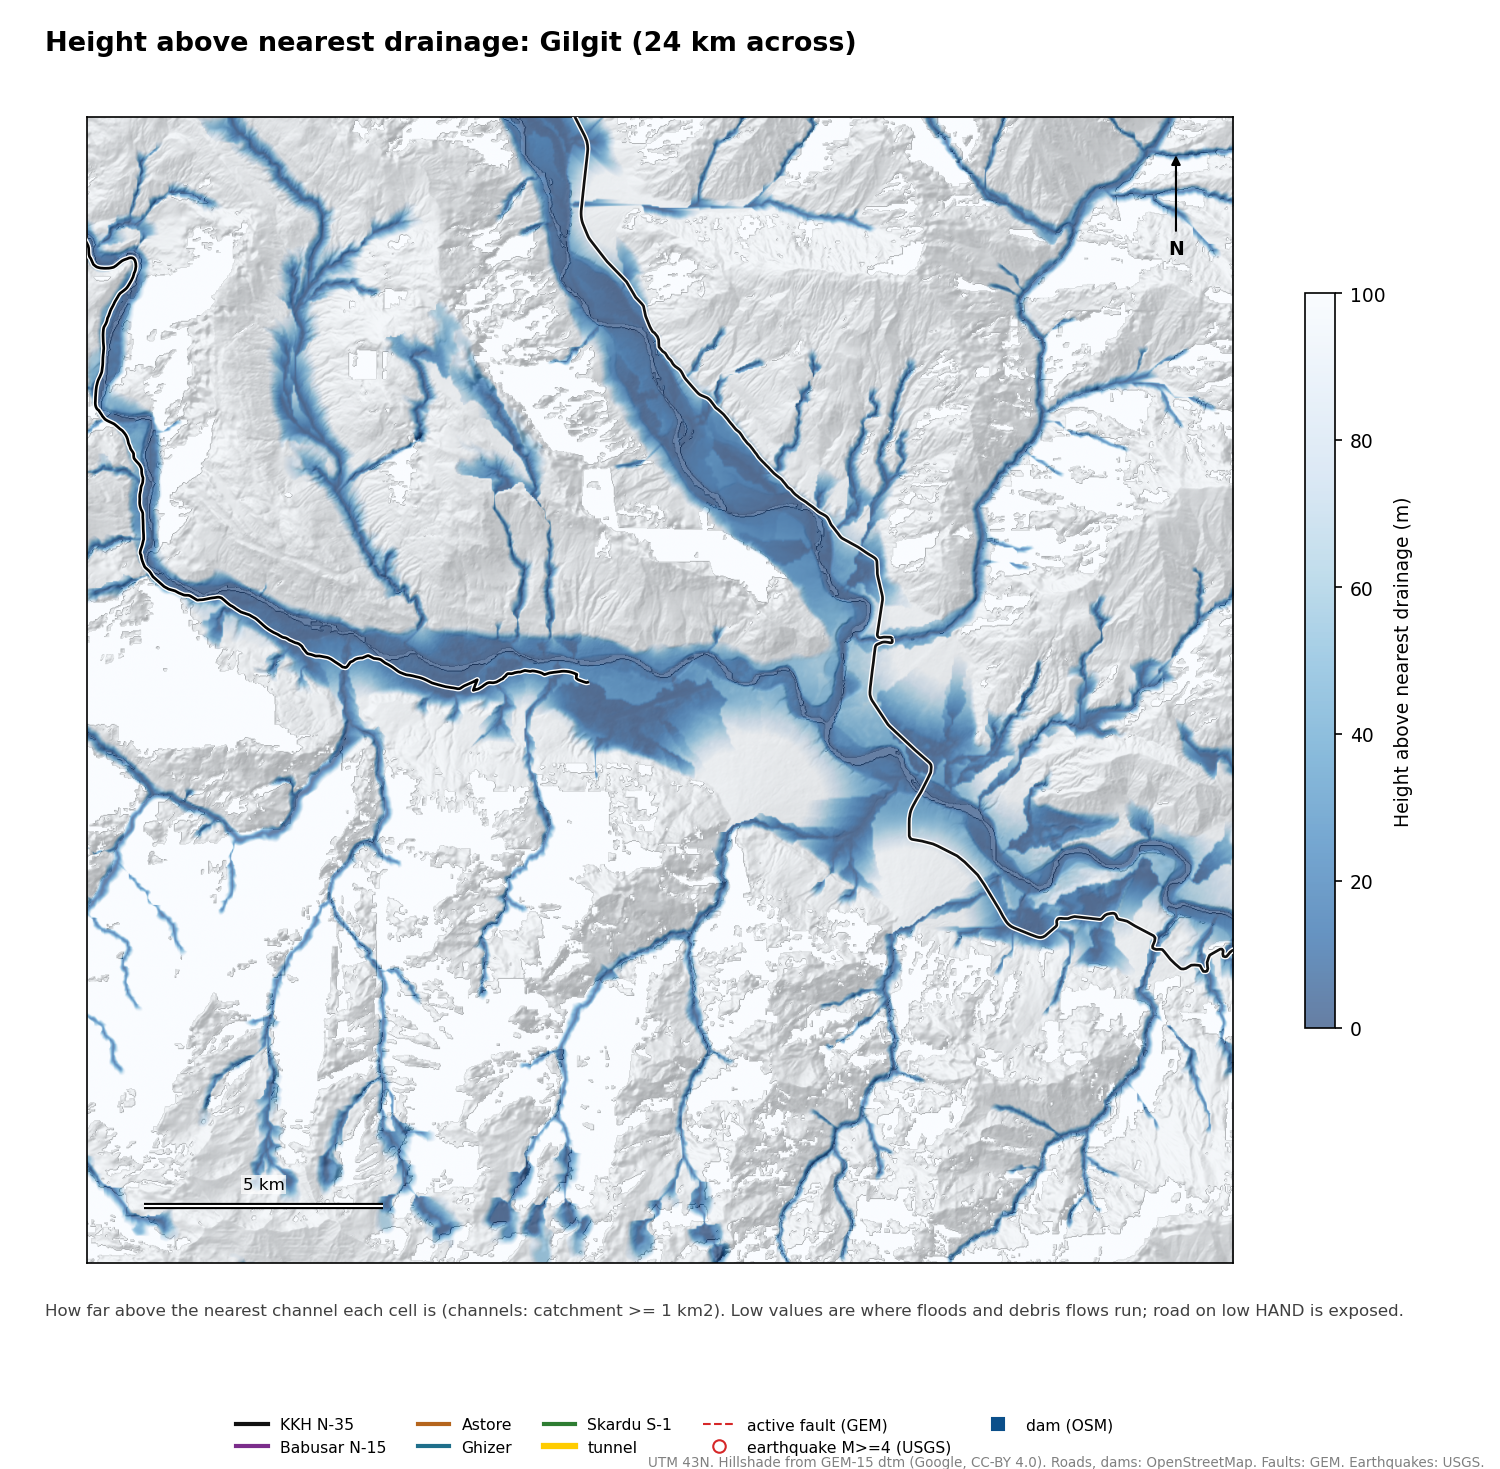 Height above nearest drainage: Gilgit (24 km across)
N
100
80
60
40
20
0
Height above nearest drainage (m)
5 km
How far above the nearest channel each cell is (channels: catchment >= 1 km2). Low values are where floods and debris flows run; road on low HAND is exposed.
KKH N-35
Astore
Skardu S-1
active fault (GEM)
dam (OSM)
Babusar N-15
Ghizer
tunnel
earthquake M>=4 (USGS)
UTM 43N. Hillshade from GEM-15 dtm (Google, CC-BY 4.0). Roads, dams: OpenStreetMap. Faults: GEM. Earthquakes: USGS.